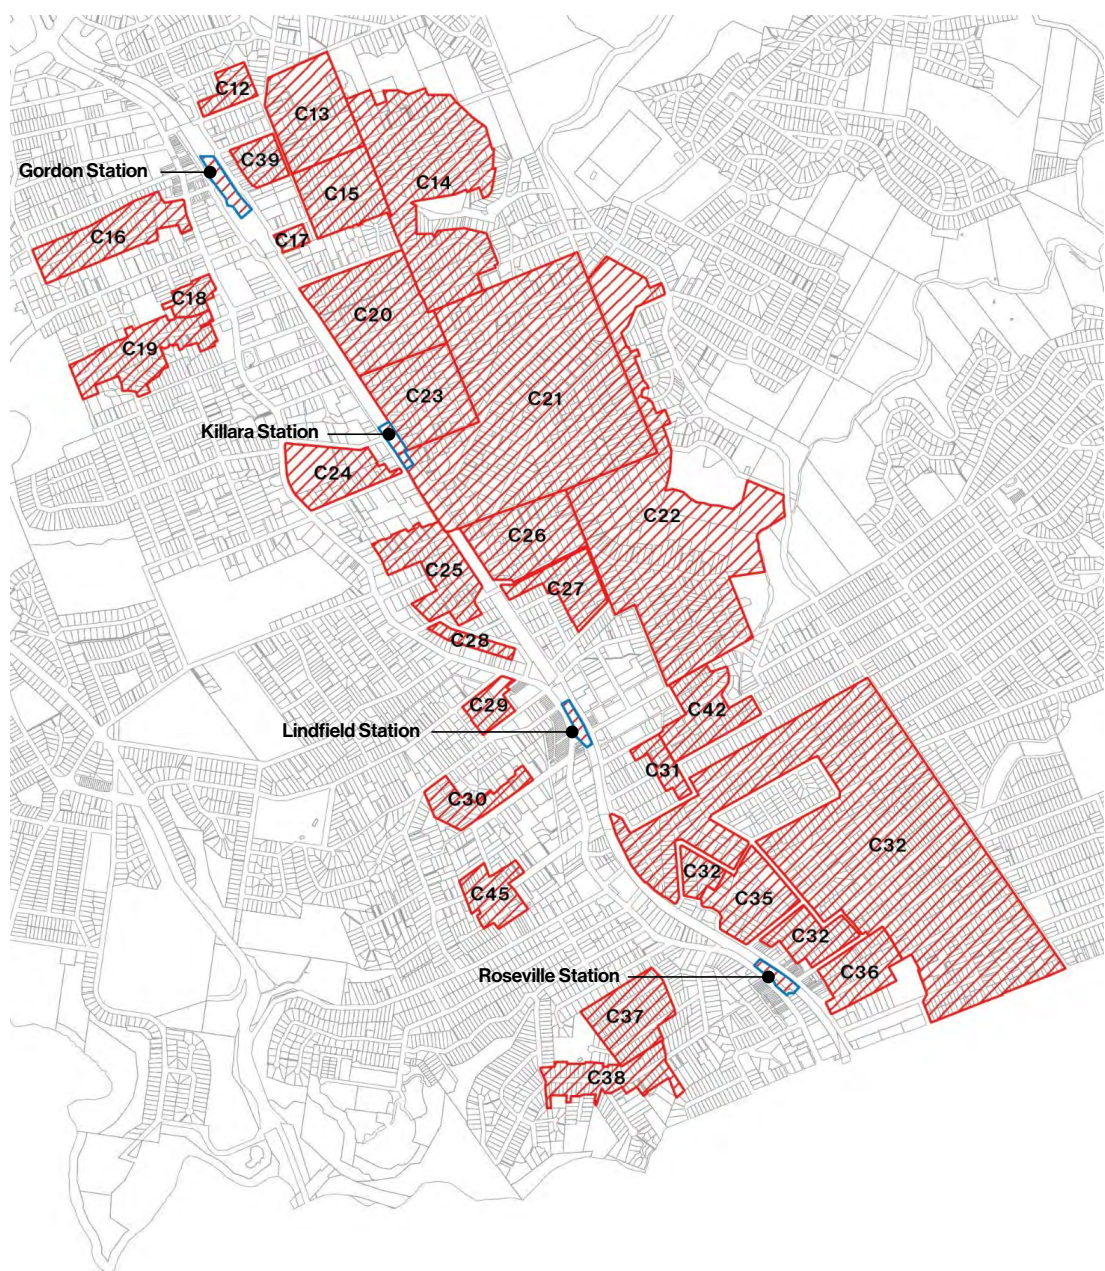 C12
C13
C39
Gordon Station
C14
C15
C16
C17
C18
C20
C19
C23
C21
Killara Station
C24
C22
C26
C25
C27
C28
C29
C42
Lindfield Station
C31
C30
C32
C32
C45
C35
C32
C36
Roseville Station
C37
C38